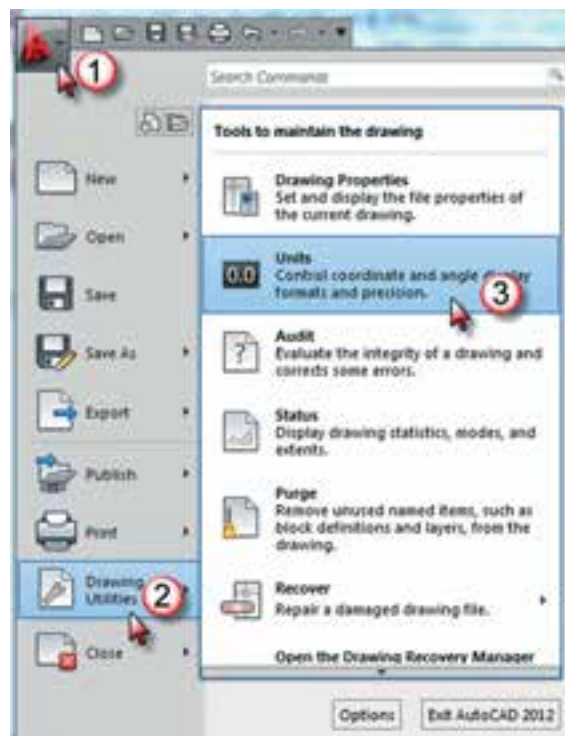 1
Search Commands
Tools to maintain the drawing
New
Open
Save
Save As
Export
Publish
Print
Drawing
Utilities
2
Close
Drawing Properties
Set and display the file properties of
the current drawing.
0.0
Units
Control coordinate and angle display
formats and precision.
3
?
Audit
Evaluate the integrity of a drawing and
corrects some errors.
Status
Display drawing statistics, modes, and
extents.
Purge
Remove unused named items, such as
block definitions and layers, from the
drawing.
Recover
Repair a damaged drawing file.
Open the Drawing Recovery Manager
Options
Exit AutoCAD 2012